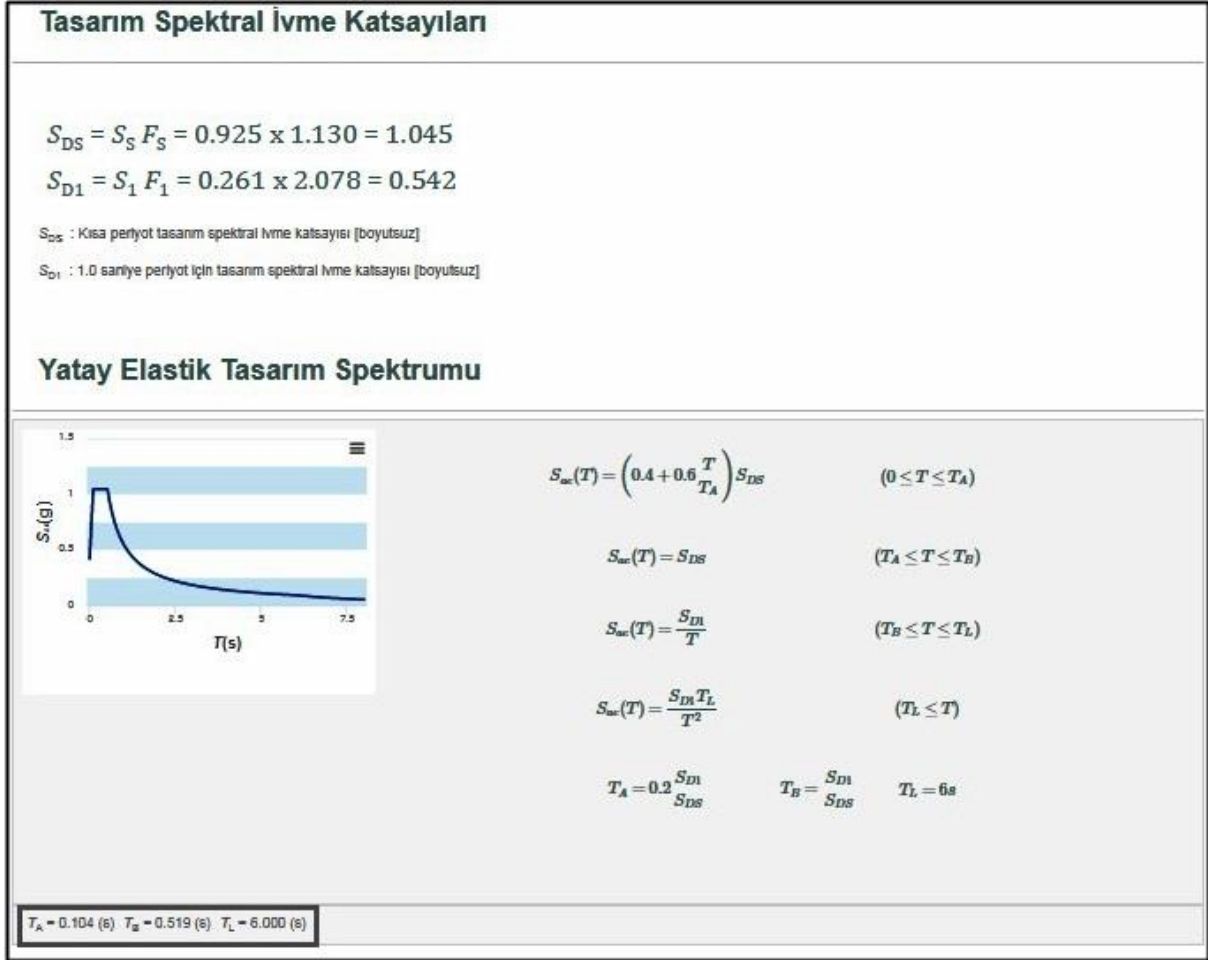 Tasarım Spektral İvme Katsayıları
S_DS = S_S F_S = 0.925 x 1.130 = 1.045
S_D1 = S_1 F_1 = 0.261 x 2.078 = 0.542
S_DS : Kısa periyot tasarım spektral ivme katsayısı [boyutsuz]
S_D1 : 1.0 saniye periyot için tasarım spektral ivme katsayısı [boyutsuz]
Yatay Elastik Tasarım Spektrumu
1.5
1
0.5
0
S_ae(g)
0 2.5 5 7.5
T(s)
S_ae(T) = (0.4 + 0.6 T/T_A) S_DS (0 ≤ T ≤ T_A)
S_ae(T) = S_DS (T_A ≤ T ≤ T_B)
S_ae(T) = S_D1/T (T_B ≤ T ≤ T_L)
S_ae(T) = S_D1 T_L/T² (T_L ≤ T)
T_A = 0.2 S_D1/S_DS T_B = S_D1/S_DS T_L = 6s
T_A = 0.104 (s) T_B = 0.519 (s) T_L = 6.000 (s)